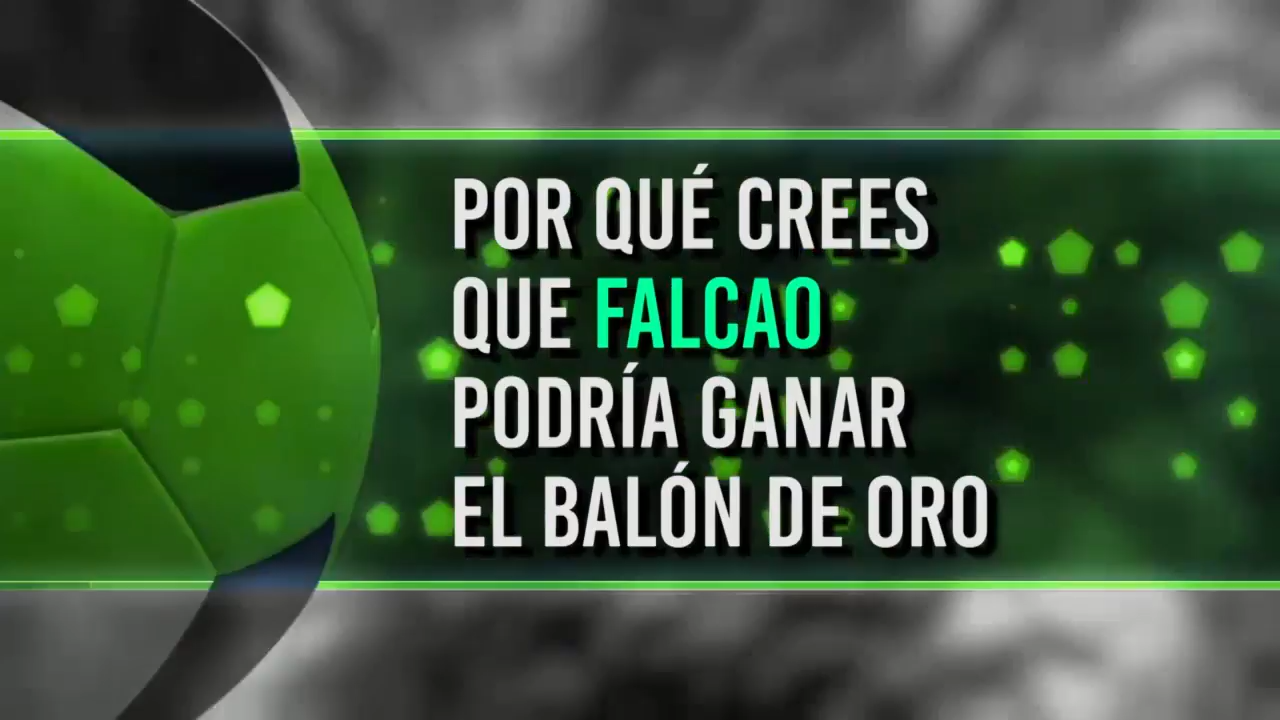 POR QUÉ CREES
QUE FALCAO
PODRÍA GANAR
EL BALÓN DE ORO